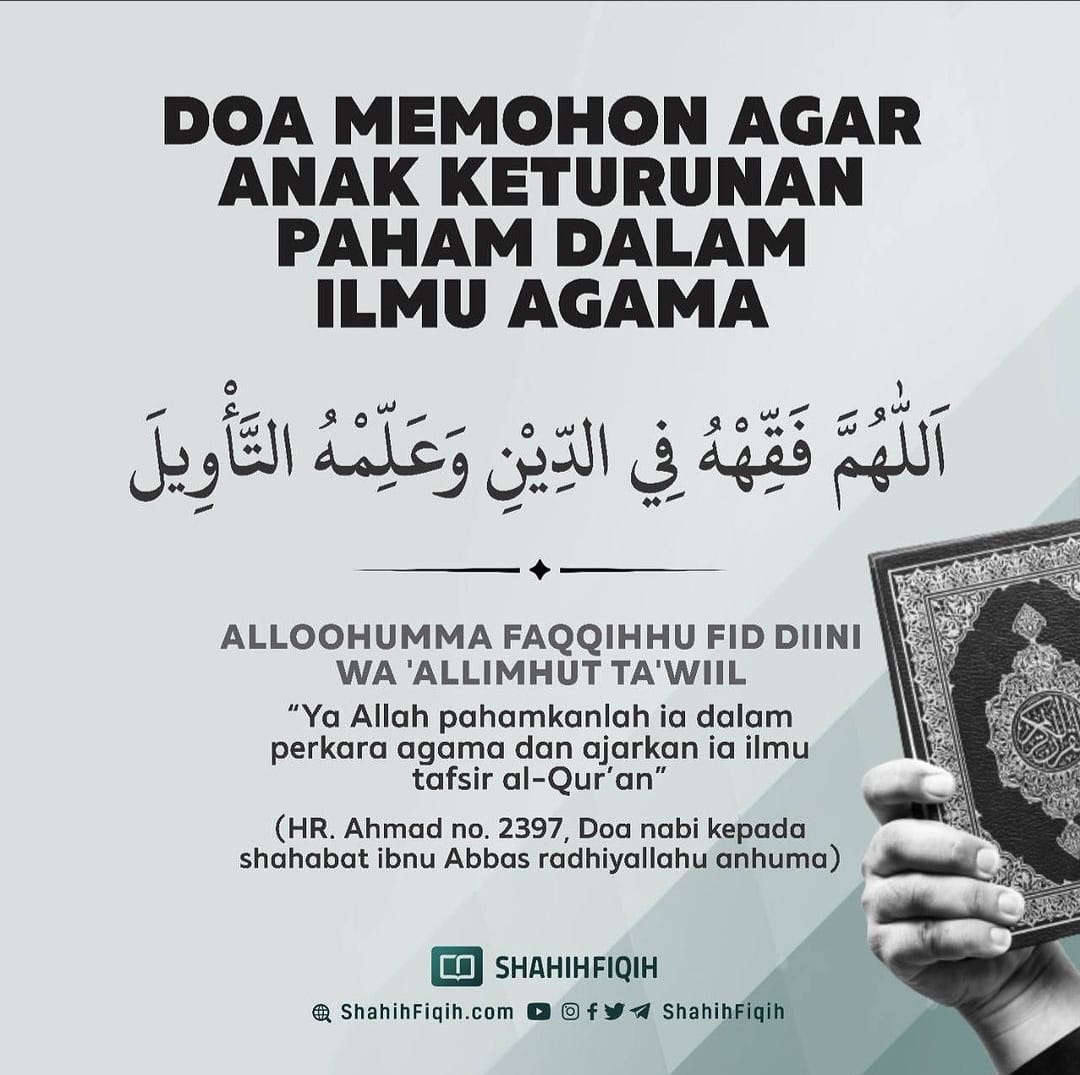 DOA MEMOHON AGAR
ANAK KETURUNAN
PAHAM DALAM
ILMU AGAMA
اَللّٰهُمَّ فَقِّهْهُ فِي الدِّيْنِ وَعَلِّمْهُ التَّأْوِيلَ
ALLOOHUMMA FAQQIHHU FID DIINI
WA 'ALLIMHUT TA'WIIL
“Ya Allah pahamkanlah ia dalam
perkara agama dan ajarkan ia ilmu
tafsir al-Qur’an”
(HR. Ahmad no. 2397, Doa nabi kepada
shahabat ibnu Abbas radhiyallahu anhuma)
SHAHIHFIQIH
ShahihFiqih.com ShahihFiqih